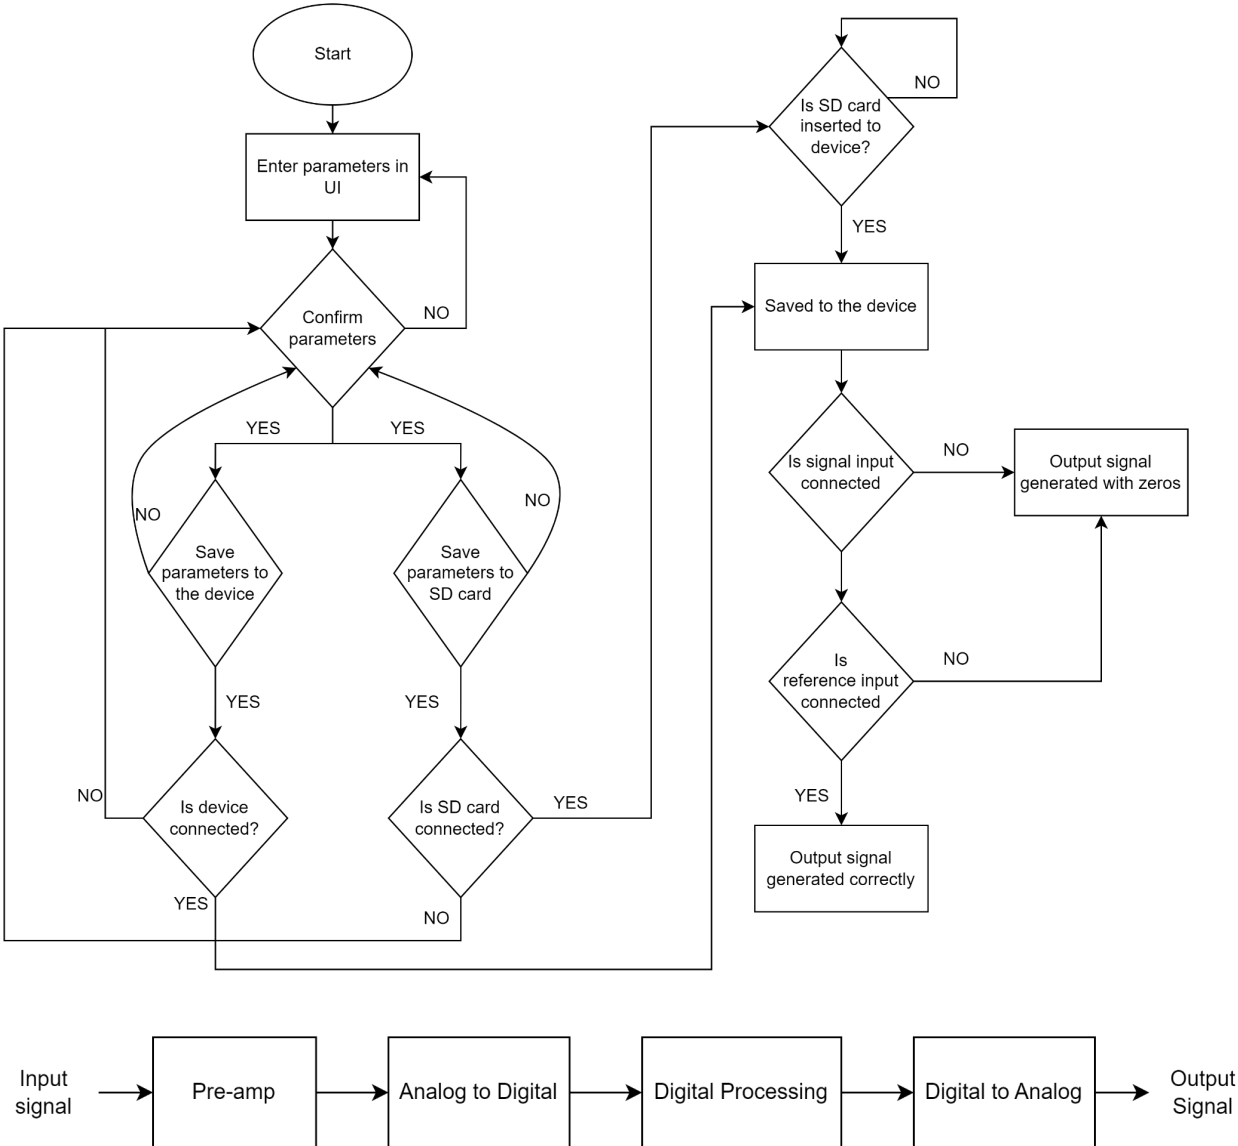 Start
Enter parameters in
UI
Confirm
parameters
NO
YES
YES
NO
NO
Save
parameters to
the device
Save
parameters to
SD card
YES
YES
NO
Is device
connected?
Is SD card
connected?
YES
YES
NO
Is SD card
inserted to
device?
NO
YES
Saved to the device
Is signal input
connected
NO
Output signal
generated with zeros
Is
reference input
connected
NO
YES
Output signal
generated correctly
Input
signal
Pre-amp
Analog to Digital
Digital Processing
Digital to Analog
Output
Signal